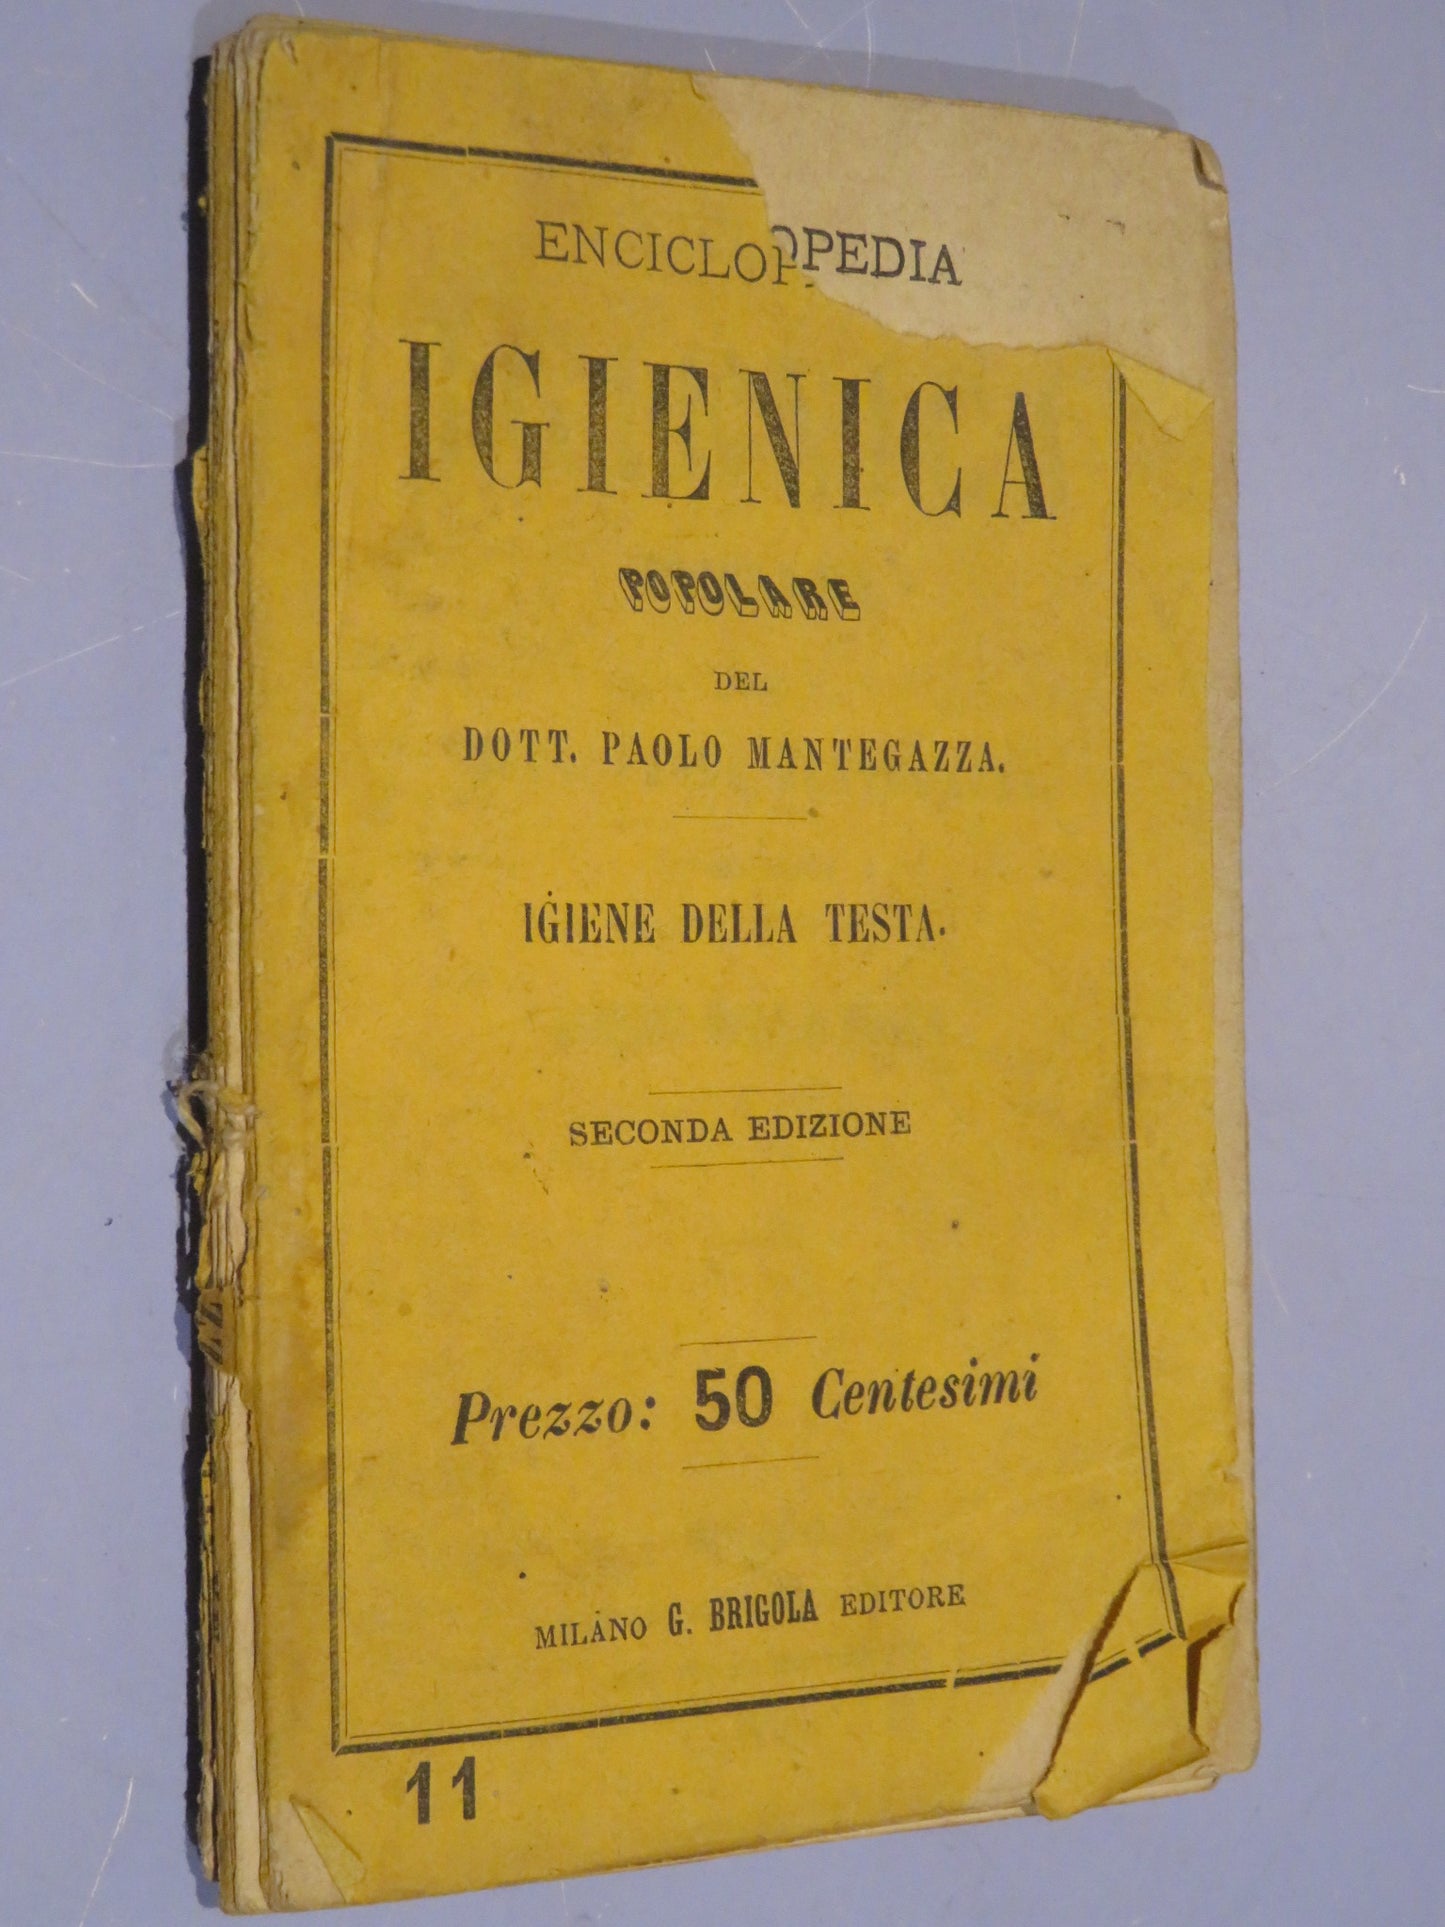 ENCICLOPEDIA
IGIENICA
POPOLARE
DEL
DOTT. PAOLO MANTEGAZZA.
IGIENE DELLA TESTA.
SECONDA EDIZIONE
Prezzo: 50 Centesimi
MILANO G. BRIGOLA EDITORE
11